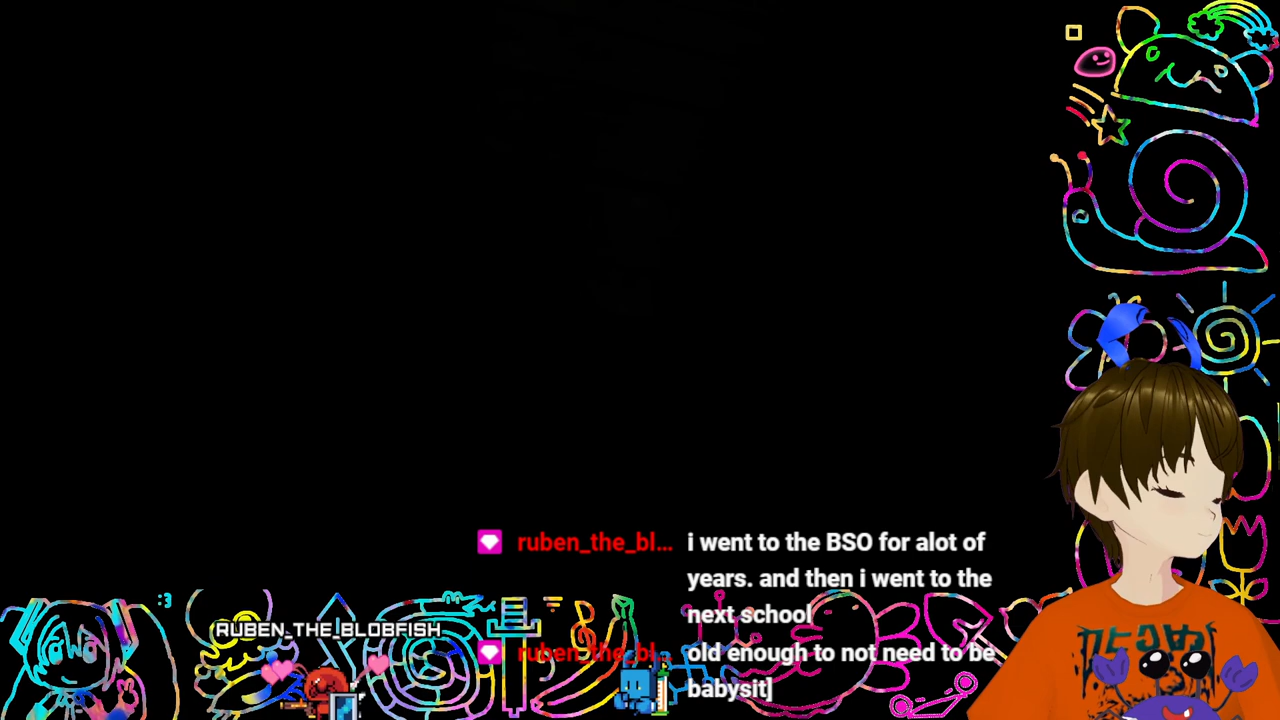 ruben_the_bl... i went to the BSO for alot of
years. and then i went to the
next school
ruben_the_bl... old enough to not need to be
babysit]
:3
RUBEN_THE_BLOBFISH